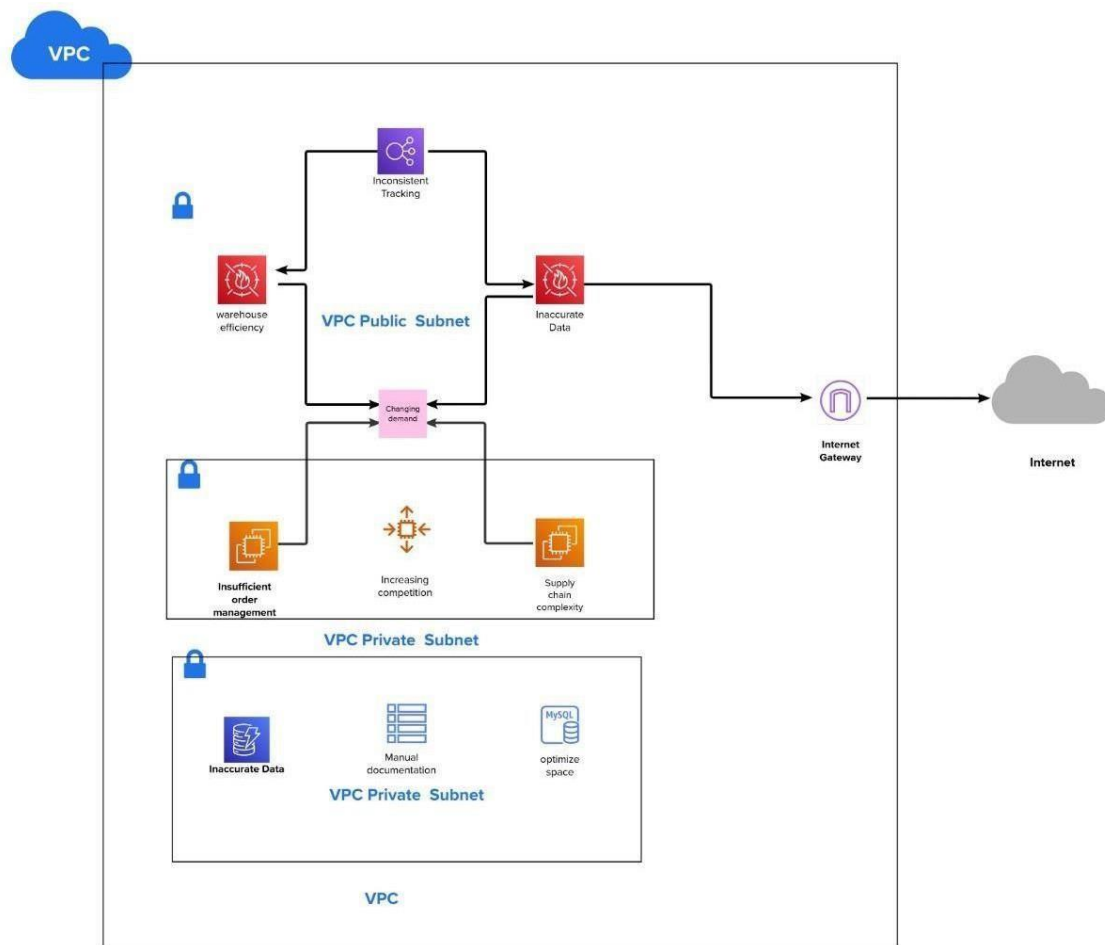 VPC
Inconsistent
Tracking
warehouse
efficiency
VPC Public Subnet
Inaccurate
Data
Changing
demand
Internet
Gateway
Internet
Insufficient
order
management
Increasing
competition
Supply
chain
complexity
VPC Private Subnet
Inaccurate Data
Manual
documentation
MySQL
optimize
space
VPC Private Subnet
VPC